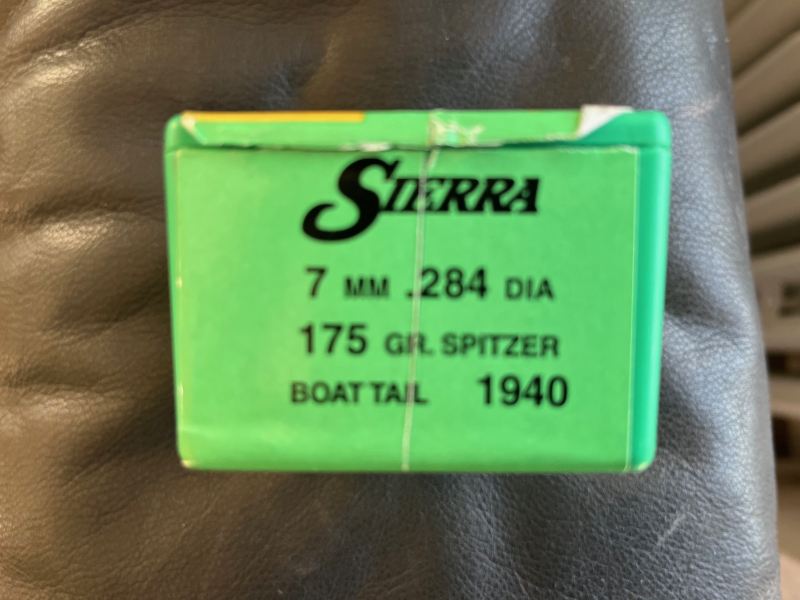 SIERRA
7 MM .284 DIA
175 GR. SPITZER
BOAT TAIL 1940